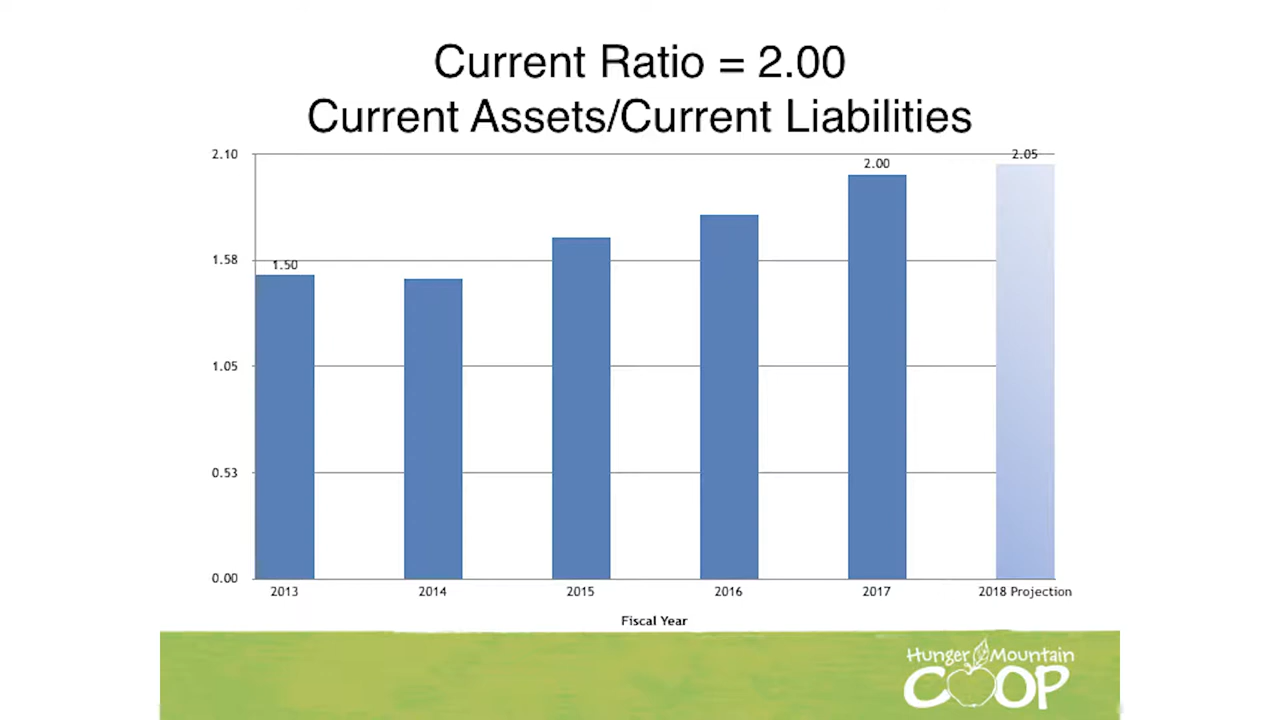 Current Ratio = 2.00
Current Assets/Current Liabilities
2.10
1.58
1.05
0.53
0.00
1.50
2.00
2.05
2013
2014
2015
2016
2017
2018 Projection
Fiscal Year
Hunger Mountain
COOP